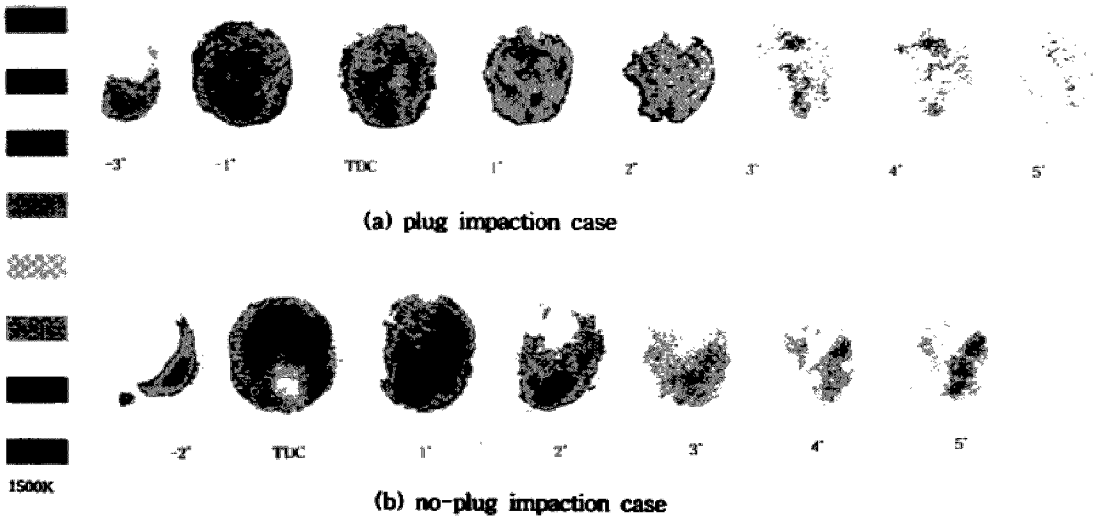 -3° -1° TDC 1° 2° 3° 4° 5°
(a) plug impaction case
-2° TDC 1° 2° 3° 4° 5°
1500K
(b) no-plug impaction case